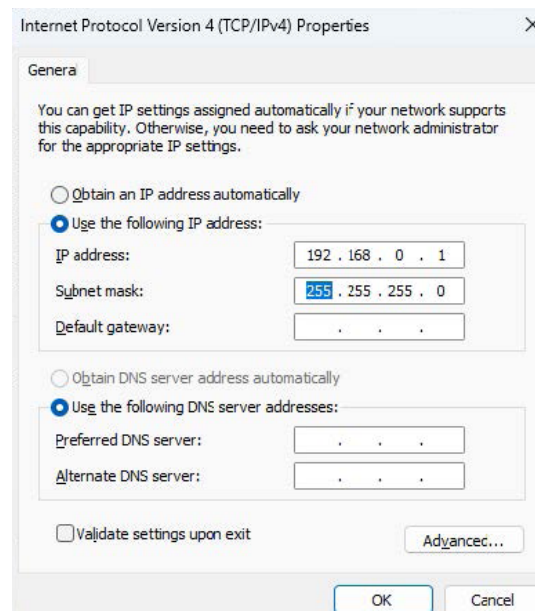 Internet Protocol Version 4 (TCP/IPv4) Properties
General
You can get IP settings assigned automatically if your network supports
this capability. Otherwise, you need to ask your network administrator
for the appropriate IP settings.
Obtain an IP address automatically
Use the following IP address:
IP address: 192 . 168 . 0 . 1
Subnet mask: 255 . 255 . 255 . 0
Default gateway: . . .
Obtain DNS server address automatically
Use the following DNS server addresses:
Preferred DNS server: . . .
Alternate DNS server: . . .
Validate settings upon exit
Advanced...
OK Cancel